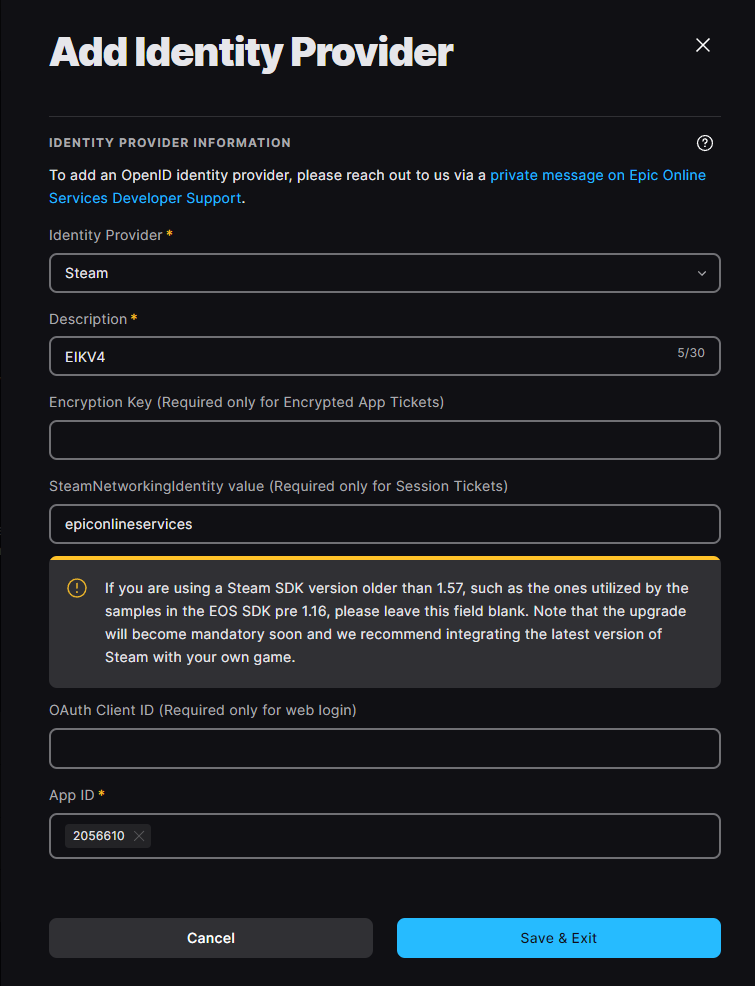 Add Identity Provider
IDENTITY PROVIDER INFORMATION
To add an OpenID identity provider, please reach out to us via a private message on Epic Online
Services Developer Support.
Identity Provider *
Steam
Description *
EIKV4
5/30
Encryption Key (Required only for Encrypted App Tickets)
SteamNetworkingIdentity value (Required only for Session Tickets)
epiconlineservices
If you are using a Steam SDK version older than 1.57, such as the ones utilized by the
samples in the EOS SDK pre 1.16, please leave this field blank. Note that the upgrade
will become mandatory soon and we recommend integrating the latest version of
Steam with your own game.
OAuth Client ID (Required only for web login)
App ID *
2056610
Cancel
Save & Exit